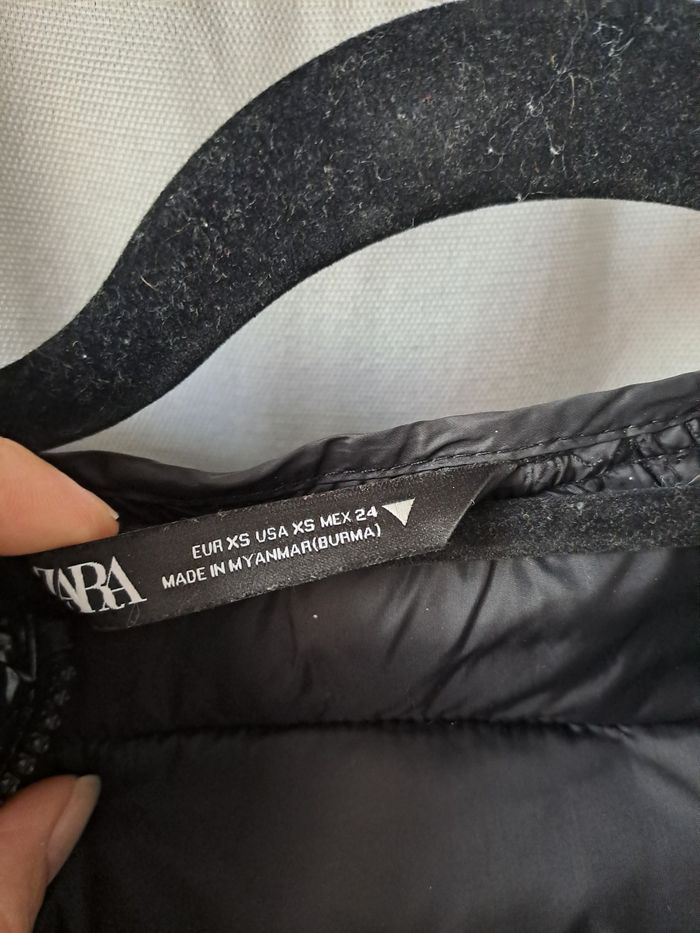 ZARA
EUR XS USA XS MEX 24
MADE IN MYANMAR(BURMA)